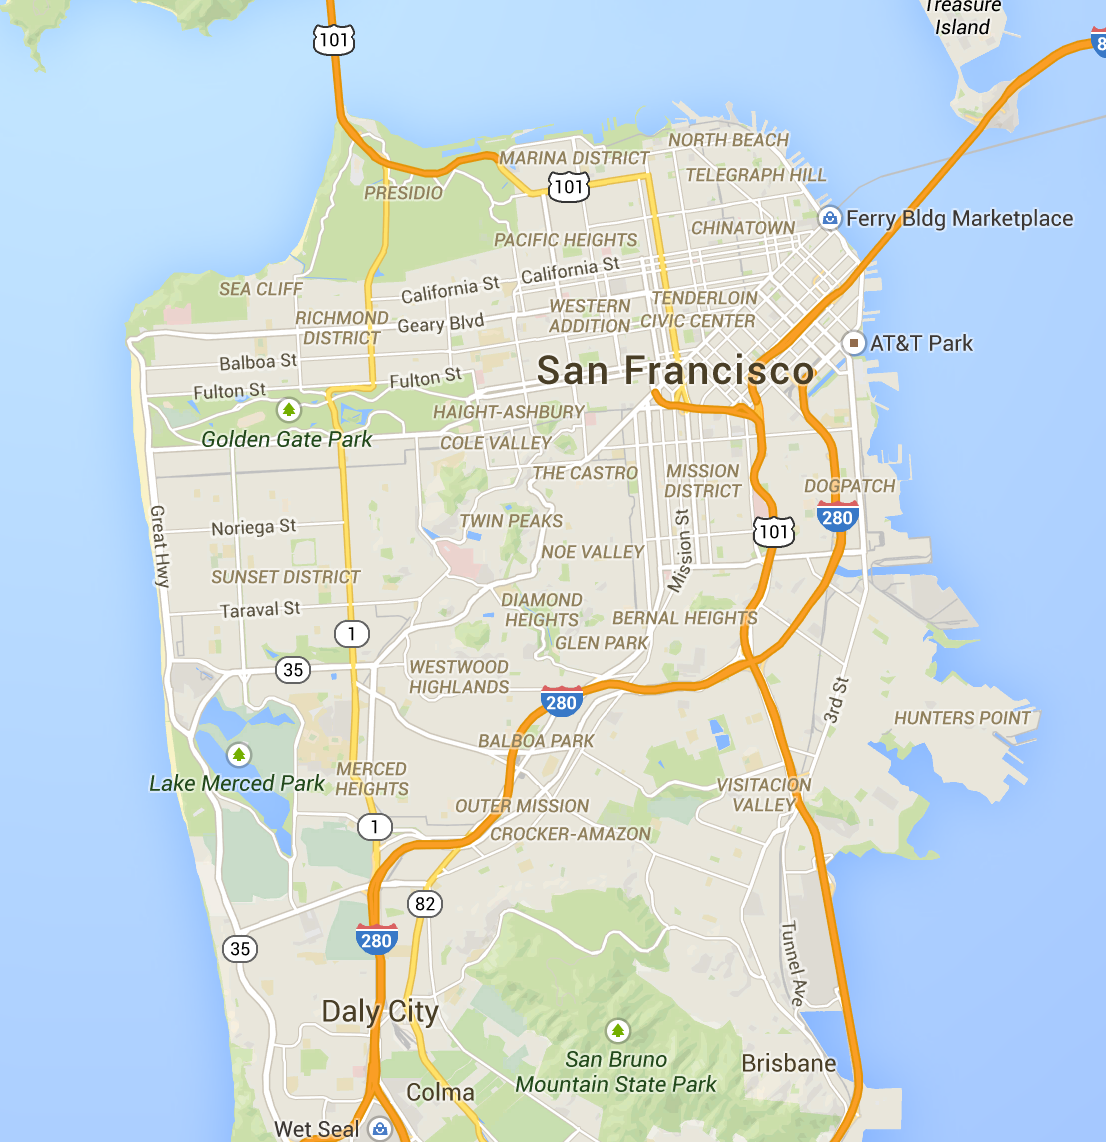 Treasure
Island
101
8
NORTH BEACH
MARINA DISTRICT
TELEGRAPH HILL
PRESIDIO
101
Ferry Bldg Marketplace
CHINATOWN
PACIFIC HEIGHTS
California St
California St
SEA CLIFF
WESTERN
ADDITION
TENDERLOIN
CIVIC CENTER
RICHMOND
DISTRICT
Geary Blvd
AT&T Park
Balboa St
San Francisco
Fulton St
Fulton St
HAIGHT-ASHBURY
Golden Gate Park
COLE VALLEY
THE CASTRO
MISSION
DISTRICT
DOGPATCH
280
Great Hwy
Noriega St
TWIN PEAKS
101
Mission St
NOE VALLEY
SUNSET DISTRICT
Taraval St
DIAMOND
HEIGHTS
BERNAL HEIGHTS
1
GLEN PARK
35
WESTWOOD
HIGHLANDS
280
3rd St
HUNTERS POINT
BALBOA PARK
Lake Merced Park
MERCED
HEIGHTS
VISITACION
VALLEY
OUTER MISSION
1
CROCKER-AMAZON
82
280
35
Tunnel Ave
Daly City
San Bruno
Mountain State Park
Brisbane
Colma
Wet Seal